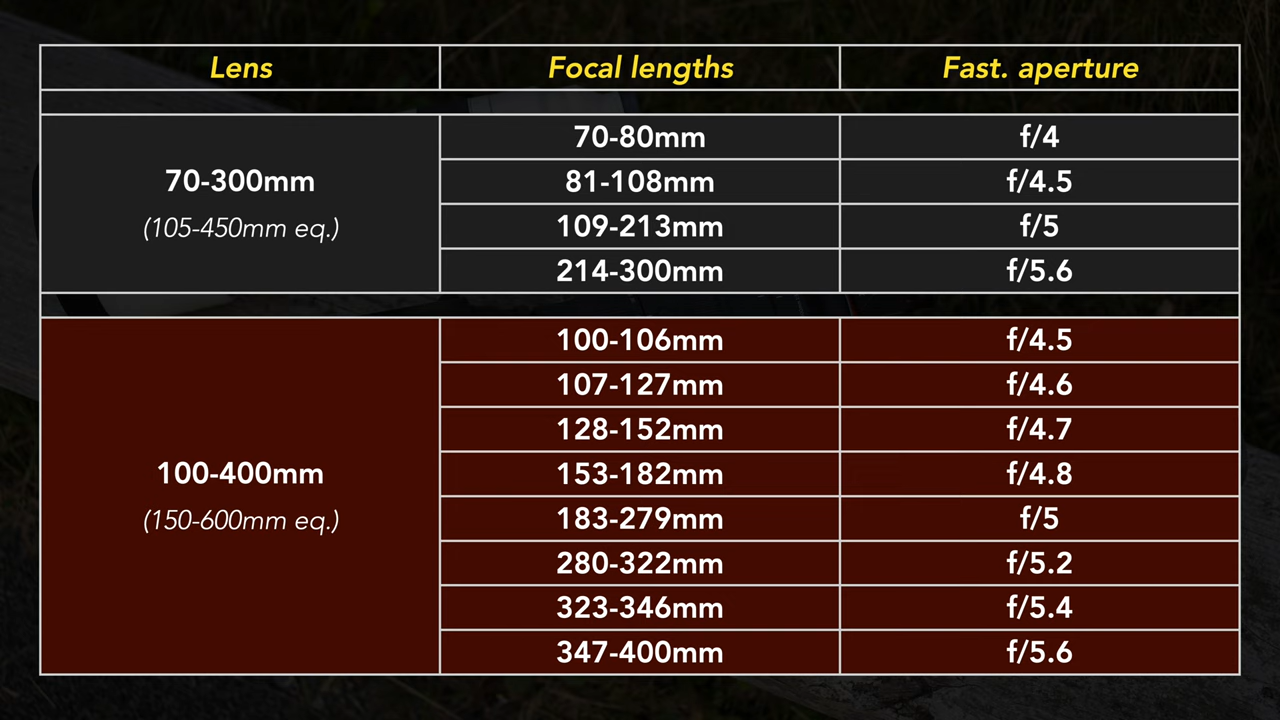 Lens Focal lengths Fast. aperture
70-300mm
(105-450mm eq.)
70-80mm f/4
81-108mm f/4.5
109-213mm f/5
214-300mm f/5.6
100-400mm
(150-600mm eq.)
100-106mm f/4.5
107-127mm f/4.6
128-152mm f/4.7
153-182mm f/4.8
183-279mm f/5
280-322mm f/5.2
323-346mm f/5.4
347-400mm f/5.6